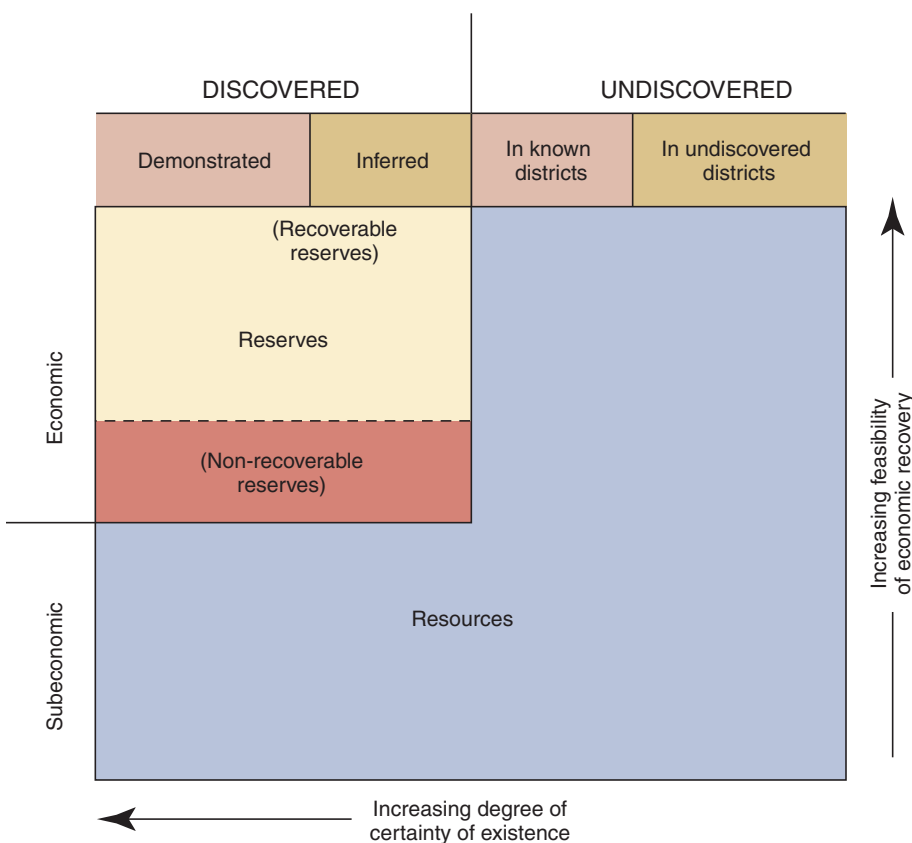 DISCOVERED
UNDISCOVERED
Demonstrated
Inferred
In known
districts
In undiscovered
districts
(Recoverable
reserves)
Reserves
(Non-recoverable
reserves)
Resources
Economic
Subeconomic
Increasing feasibility
of economic recovery
Increasing degree of
certainty of existence